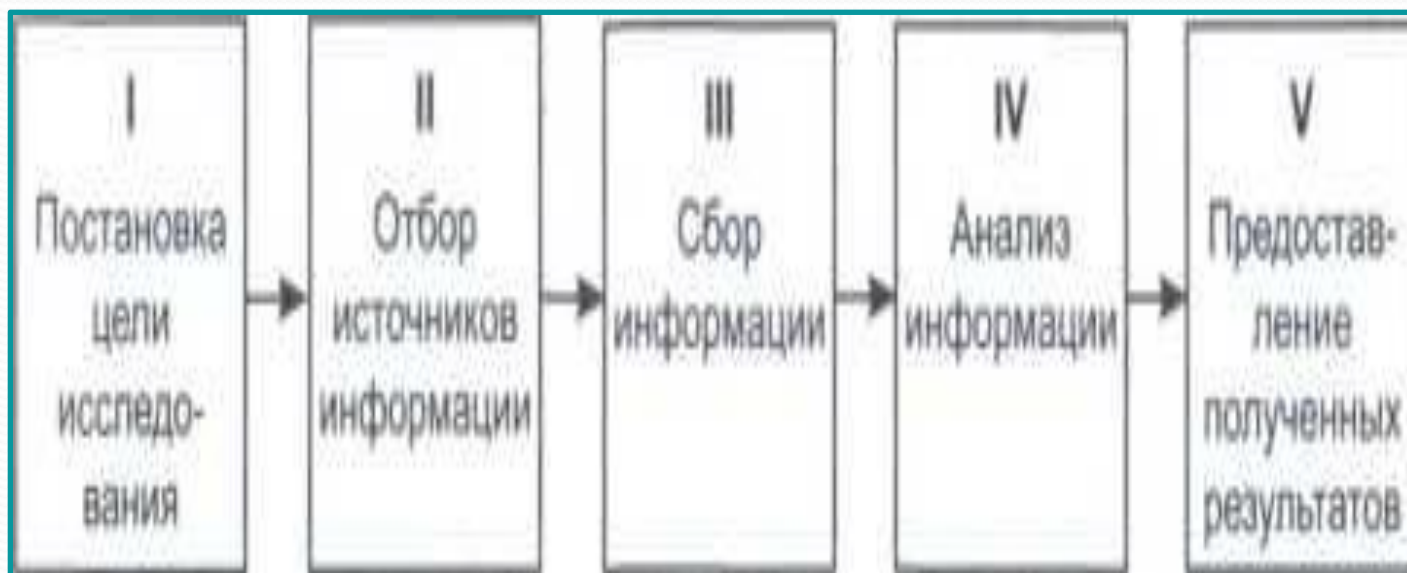 I
Постановка
цели
исследо-
вания
II
Отбор
источников
информации
III
Сбор
информации
IV
Анализ
информации
V
Предостав-
ление
полученных
результатов